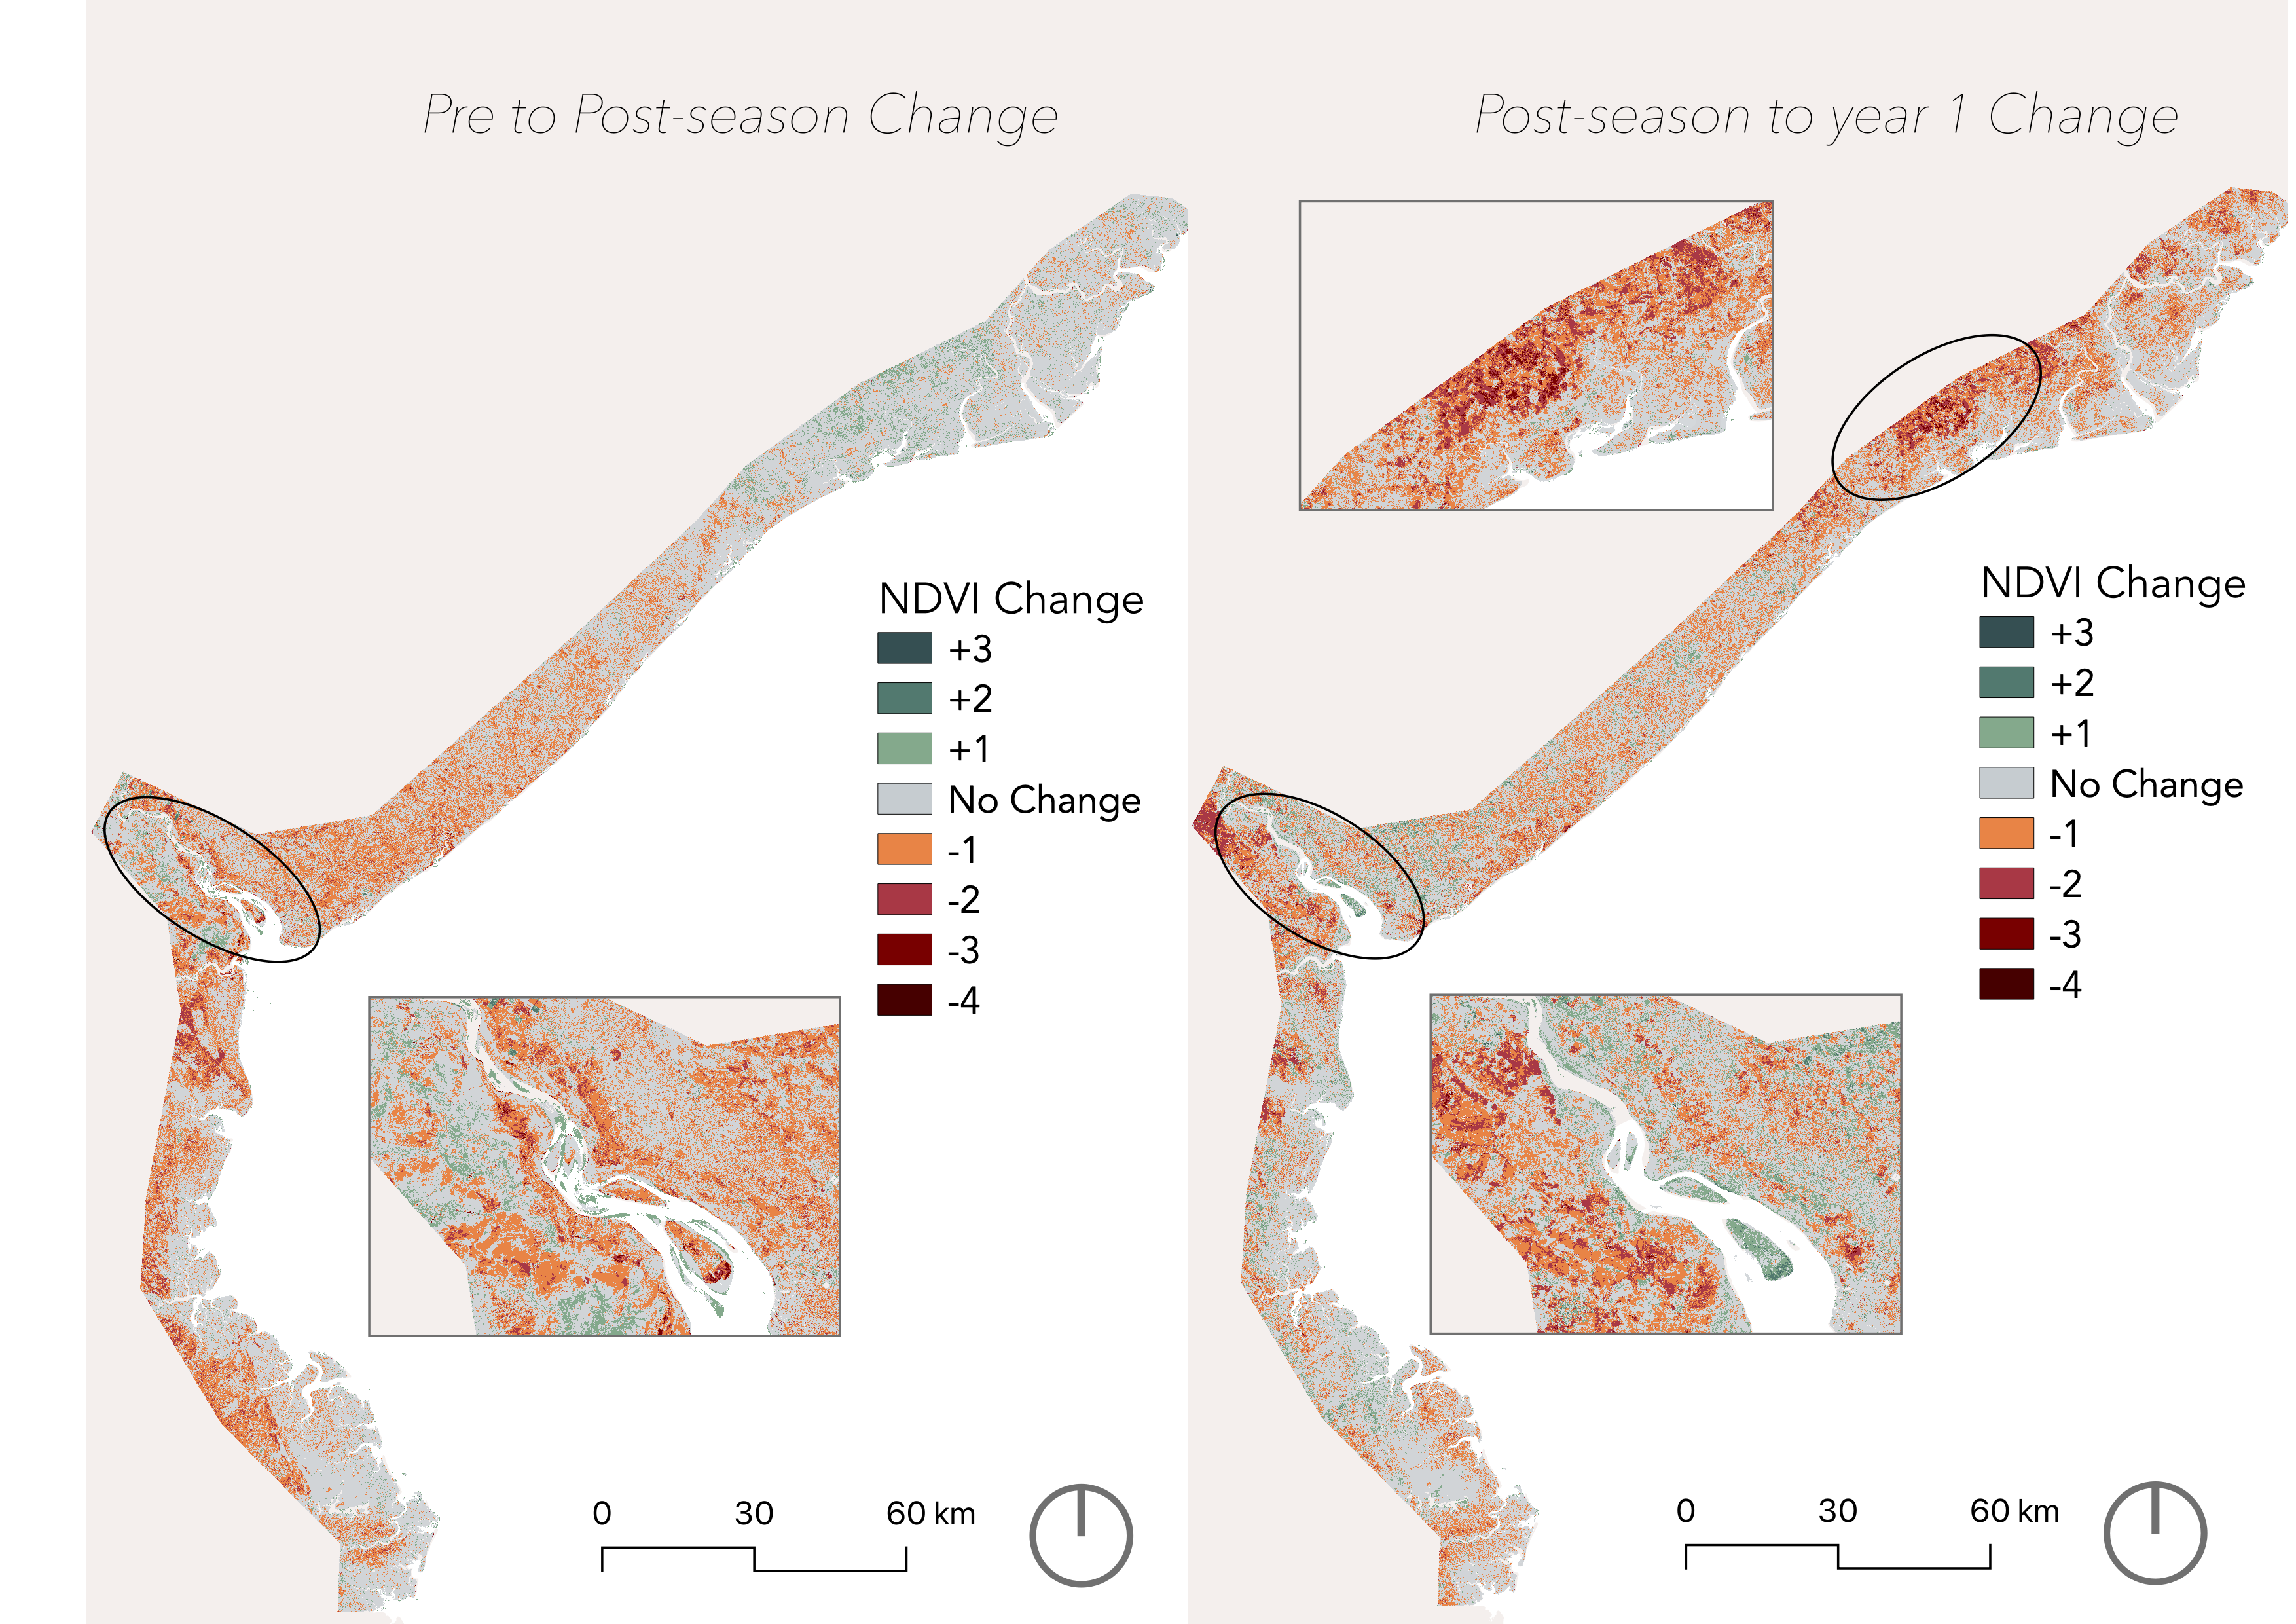 Pre to Post-season Change
NDVI Change
+3
+2
+1
No Change
-1
-2
-3
-4
0 30 60 km
Post-season to year 1 Change
NDVI Change
+3
+2
+1
No Change
-1
-2
-3
-4
0 30 60 km